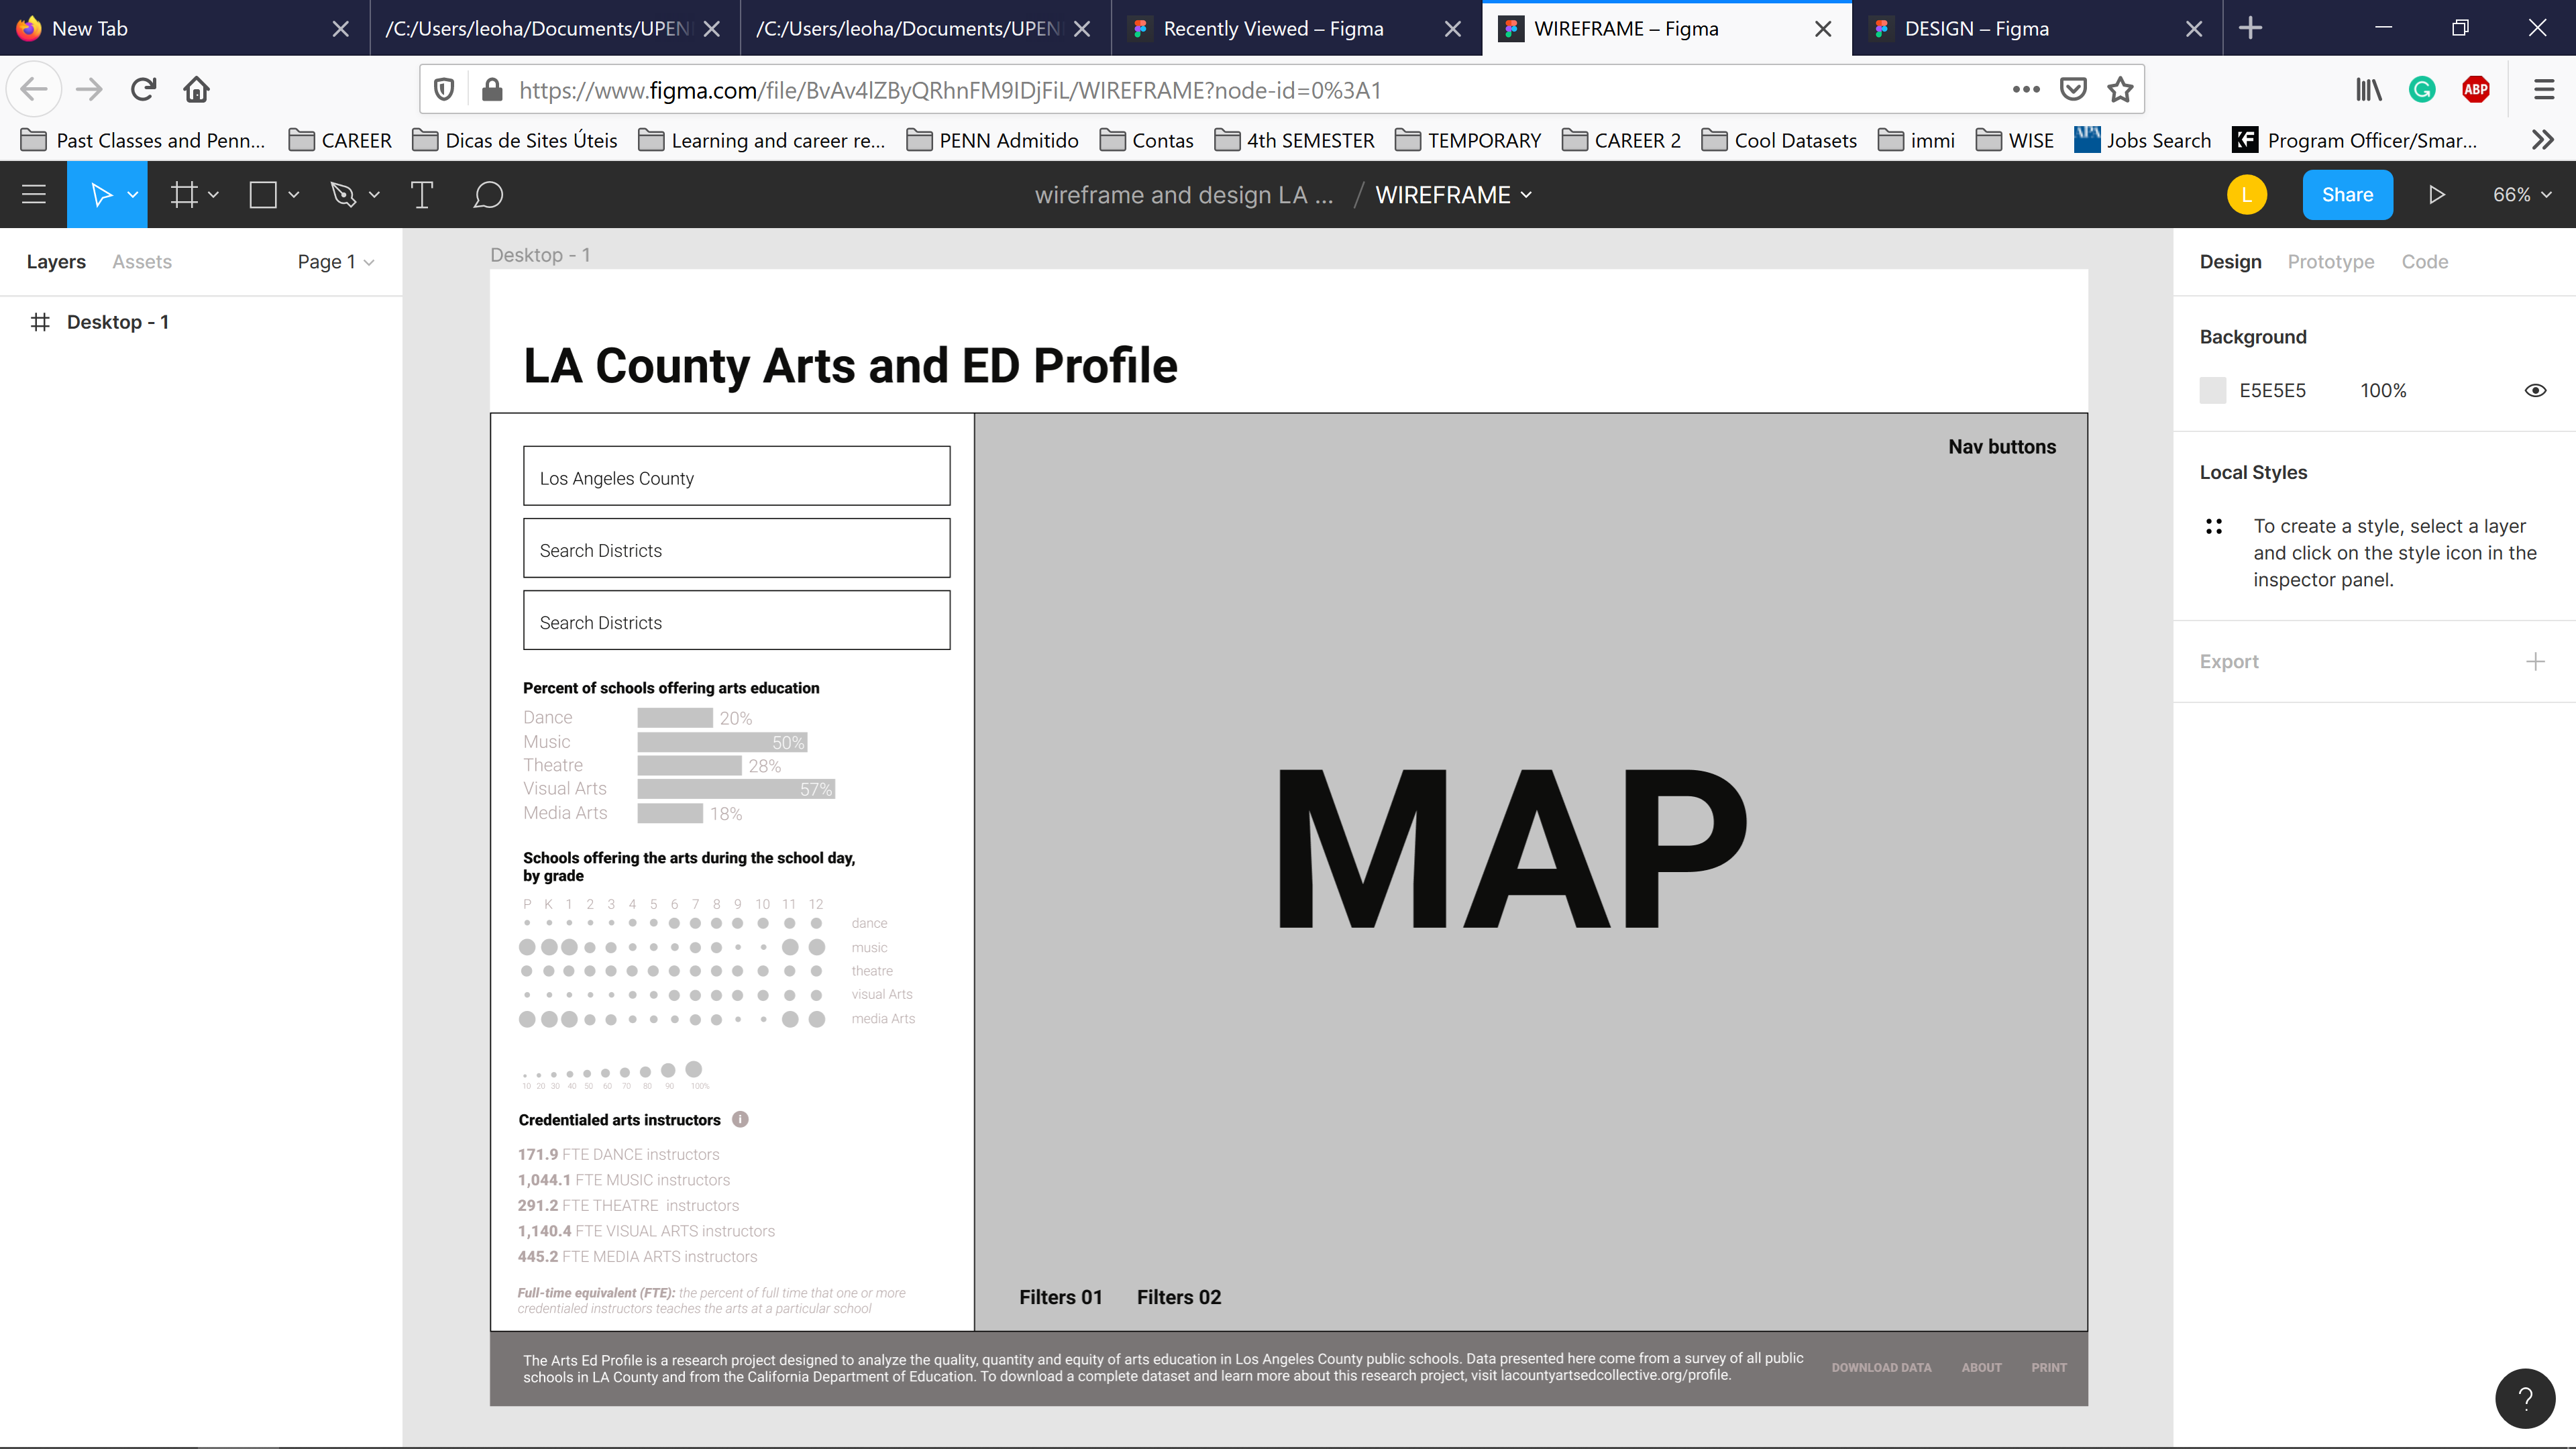 New Tab
/C:/Users/leoha/Documents/UPEN
/C:/Users/leoha/Documents/UPEN
Recently Viewed – Figma
WIREFRAME – Figma
DESIGN – Figma
https://www.figma.com/file/BvAv4lZByQRhnFM9IDjFiL/WIREFRAME?node-id=0%3A1
ABP
Past Classes and Penn...
CAREER
Dicas de Sites Úteis
Learning and career re...
PENN Admitido
Contas
4th SEMESTER
TEMPORARY
CAREER 2
Cool Datasets
immi
WISE
Jobs Search
Program Officer/Smar...
wireframe and design LA ... / WIREFRAME
L
Share
66%
Layers
Assets
Page 1
Desktop - 1
Desktop - 1
LA County Arts and ED Profile
Los Angeles County
Search Districts
Search Districts
Percent of schools offering arts education
Dance 20%
Music 50%
Theatre 28%
Visual Arts 57%
Media Arts 18%
Schools offering the arts during the school day,
by grade
P K 1 2 3 4 5 6 7 8 9 10 11 12
dance
music
theatre
visual Arts
media Arts
10 20 30 40 50 60 70 80 90 100%
Credentialed arts instructors i
171.9 FTE DANCE instructors
1,044.1 FTE MUSIC instructors
291.2 FTE THEATRE instructors
1,140.4 FTE VISUAL ARTS instructors
445.2 FTE MEDIA ARTS instructors
Full-time equivalent (FTE): the percent of full time that one or more
credentialed instructors teaches the arts at a particular school
Nav buttons
MAP
Filters 01
Filters 02
The Arts Ed Profile is a research project designed to analyze the quality, quantity and equity of arts education in Los Angeles County public schools. Data presented here come from a survey of all public
schools in LA County and from the California Department of Education. To download a complete dataset and learn more about this research project, visit lacountyartsedcollective.org/profile.
DOWNLOAD DATA
ABOUT
PRINT
Design
Prototype
Code
Background
E5E5E5
100%
Local Styles
To create a style, select a layer
and click on the style icon in the
inspector panel.
Export
?